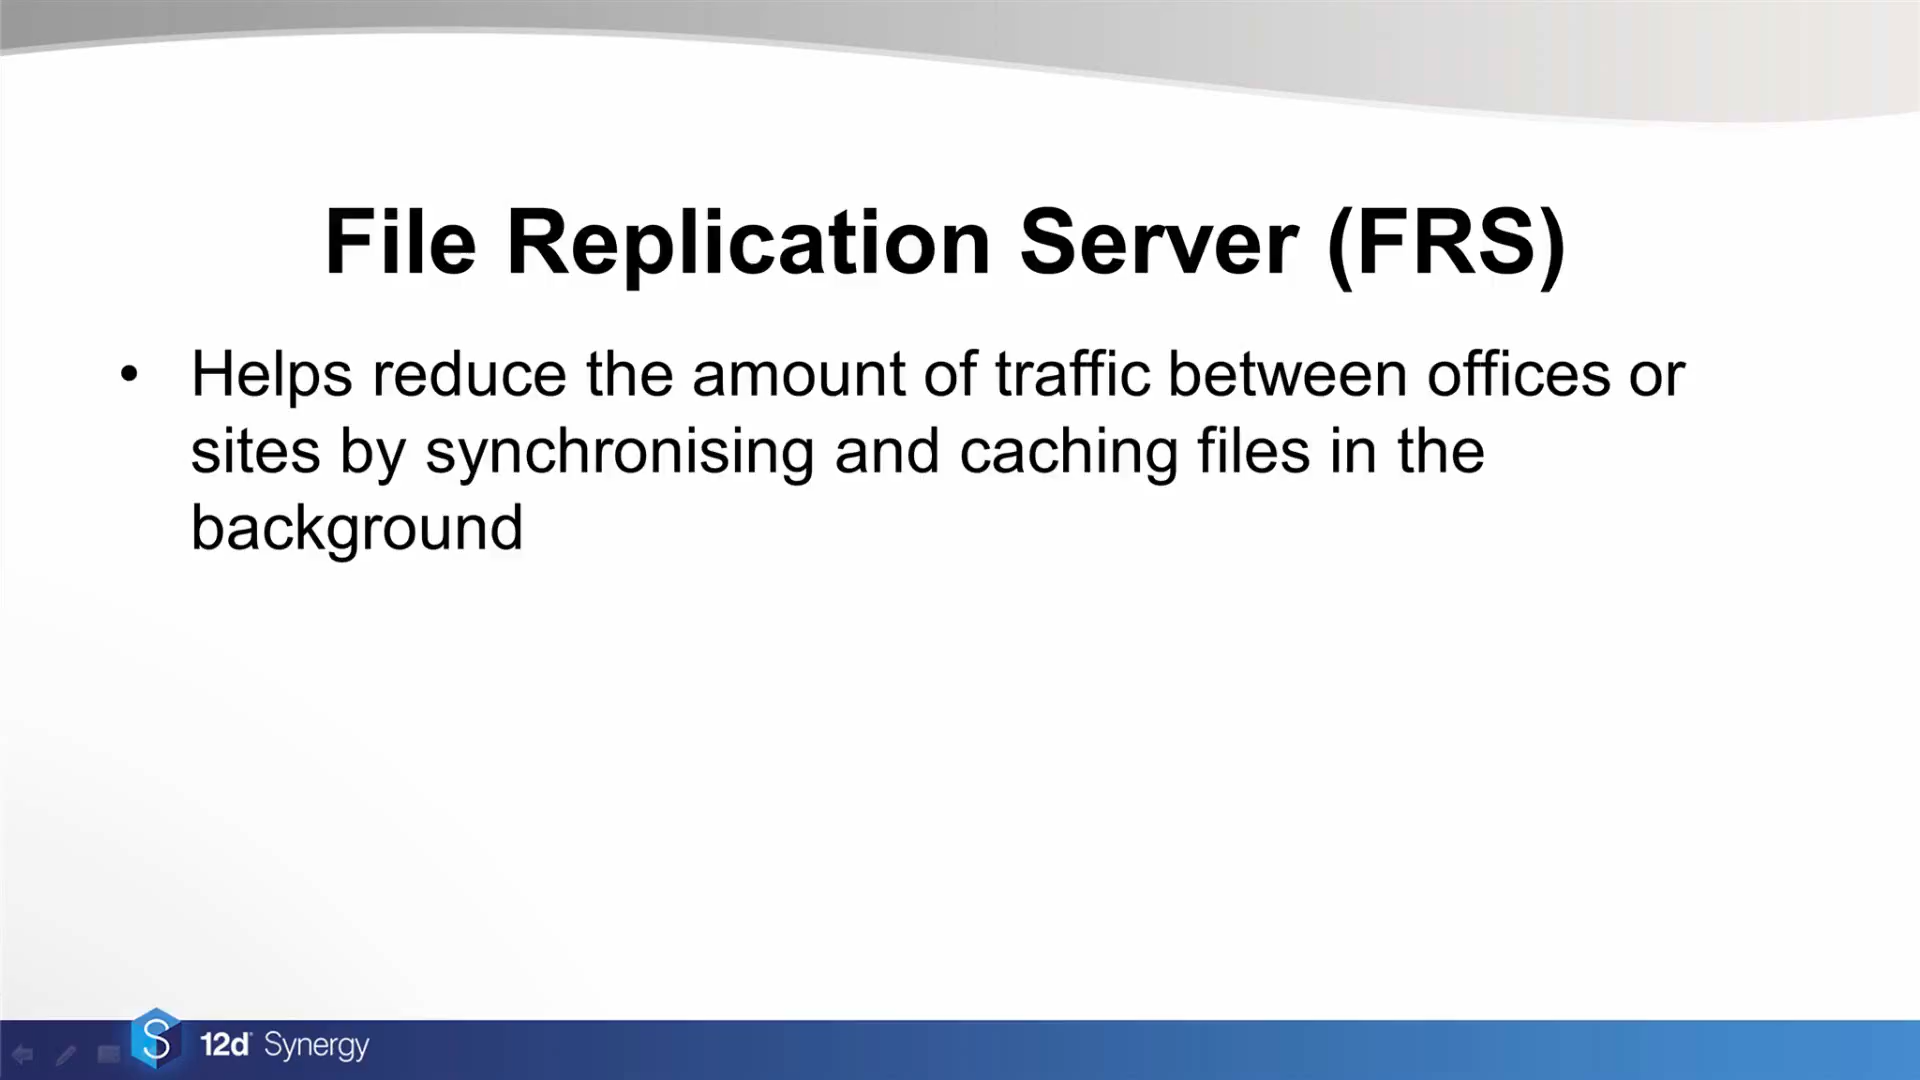 File Replication Server (FRS)
• Helps reduce the amount of traffic between offices or
sites by synchronising and caching files in the
background
12d Synergy